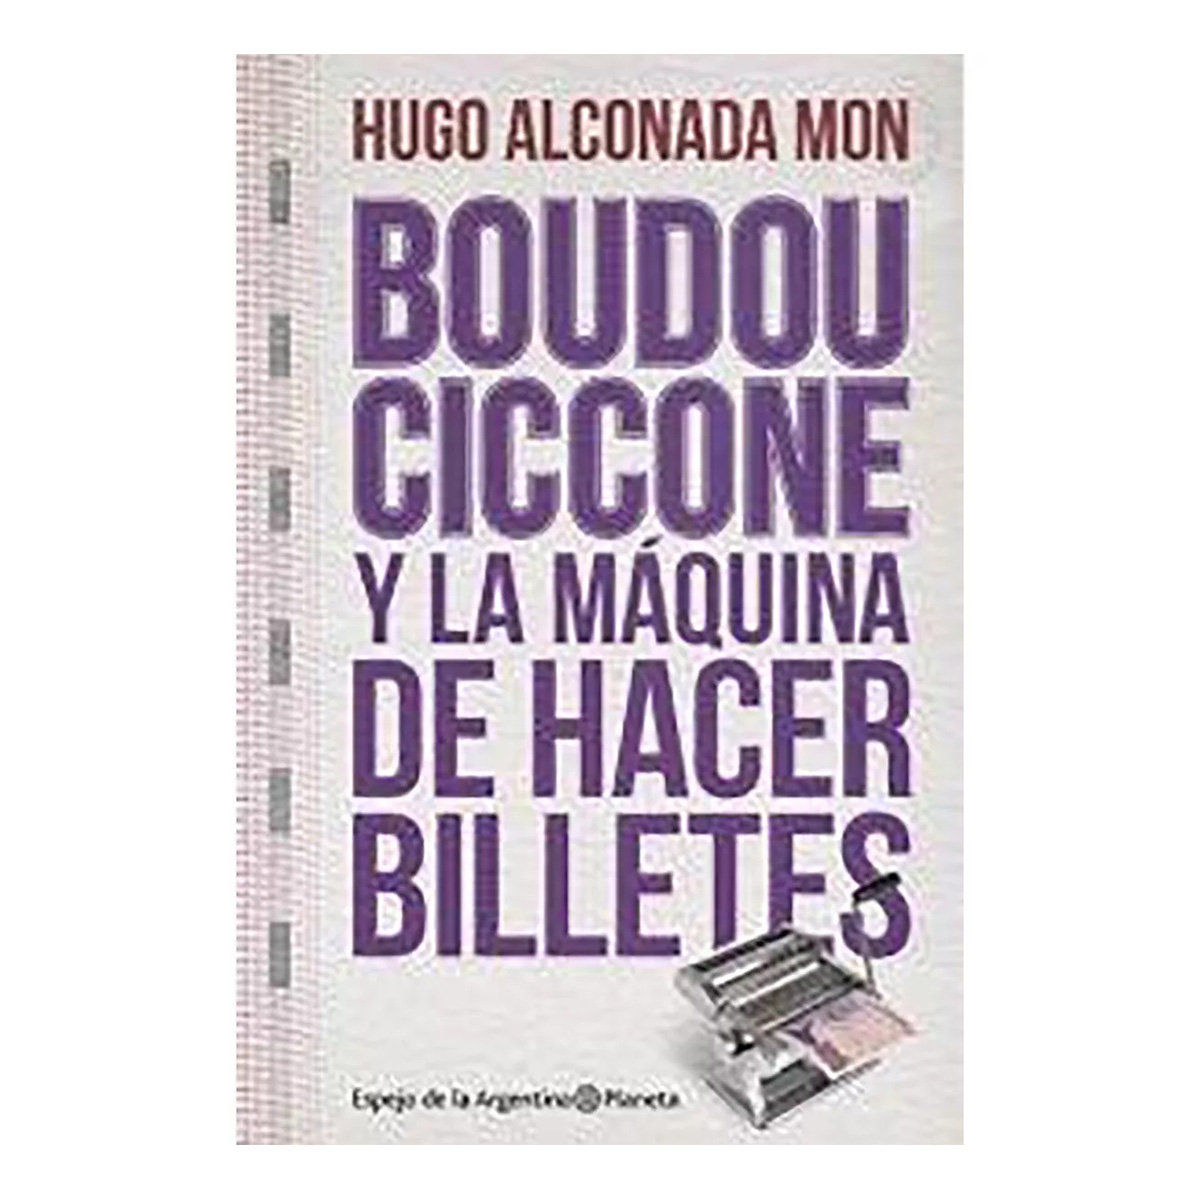 HUGO ALCONADA MON
BOUDOU
CICCONE
Y LA MÁQUINA
DE HACER
BILLETES
Espejo de la Argentina Planeta